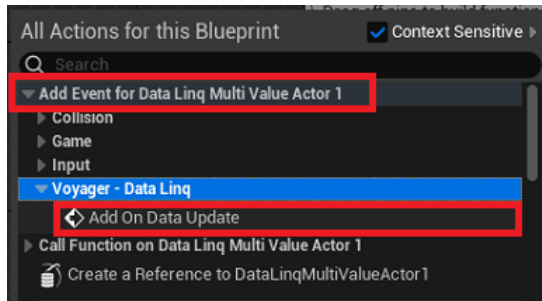 All Actions for this Blueprint
Context Sensitive
Search
Add Event for Data Linq Multi Value Actor 1
Collision
Game
Input
Voyager - Data Linq
Add On Data Update
Call Function on Data Linq Multi Value Actor 1
Create a Reference to DataLinqMultiValueActor1